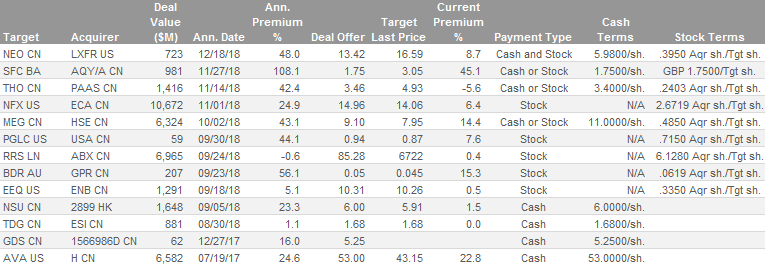 Deal Ann. Target Current
Value Premium Premium Cash
Target Acquirer ($M) Ann. Date % Deal Offer Last Price % Payment Type Terms Stock Terms
NEO CN LXFR US 723 12/18/18 48.0 13.42 16.59 8.7 Cash and Stock 5.9800/sh. .3950 Aqr sh./Tgt sh.
SFC BA AQY/A CN 981 11/27/18 108.1 1.75 3.05 45.1 Cash or Stock 1.7500/sh. GBP 1.7500/Tgt sh.
THO CN PAAS CN 1,416 11/14/18 42.4 3.46 4.93 -5.6 Cash or Stock 3.4000/sh. .2403 Aqr sh./Tgt sh.
NFX US ECA CN 10,672 11/01/18 24.9 14.96 14.06 6.4 Stock N/A 2.6719 Aqr sh./Tgt sh.
MEG CN HSE CN 6,324 10/02/18 43.1 9.10 7.95 14.4 Cash or Stock 11.0000/sh. .4850 Aqr sh./Tgt sh.
PGLC US USA CN 59 09/30/18 44.1 0.94 0.87 7.6 Stock N/A .7150 Aqr sh./Tgt sh.
RRS LN ABX CN 6,965 09/24/18 -0.6 85.28 6722 0.4 Stock N/A 6.1280 Aqr sh./Tgt sh.
BDR AU GPR CN 207 09/23/18 56.1 0.05 0.045 15.3 Stock N/A .0619 Aqr sh./Tgt sh.
EEQ US ENB CN 1,291 09/18/18 5.1 10.31 10.26 0.5 Stock N/A .3350 Aqr sh./Tgt sh.
NSU CN 2899 HK 1,648 09/05/18 23.3 6.00 5.91 1.5 Cash 6.0000/sh.
TDG CN ESI CN 881 08/30/18 1.1 1.68 1.68 0.0 Cash 1.6800/sh.
GDS CN 1566986D CN 62 12/27/17 16.0 5.25 Cash 5.2500/sh.
AVA US H CN 6,582 07/19/17 24.6 53.00 43.15 22.8 Cash 53.0000/sh.